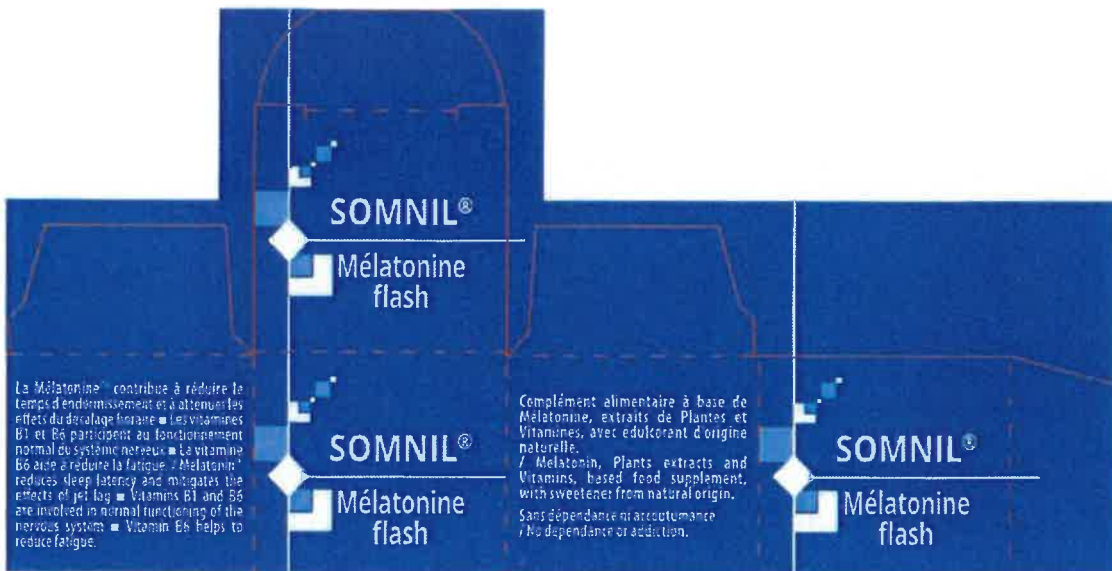 SOMNIL®
Mélatonine
flash
La Mélatonine* contribue à réduire le
temps d'endormissement et à attenuer les
effets du decalage horaire ■ Les vitamines
B1 et B6 participent au fonctionnement
normal du système nerveux ■ La vitamine
B6 aide à réduire la fatigue. / Melatonin*
reduces sleep latency and mitigates the
effects of jet lag ■ Vitamins B1 and B6
are involved in normal functioning of the
nervous system ■ Vitamin B6 helps to
reduce fatigue.
SOMNIL®
Mélatonine
flash
Complément alimentaire à base de
Mélatonine, extraits de Plantes et
Vitamines, avec edulcorant d'origine
naturelle.
/ Melatonin, Plants extracts and
Vitamins, based food supplement,
with sweetener from natural origin.
Sans dépendance ni accoutumance
/ No dependance or addiction.
SOMNIL®
Mélatonine
flash